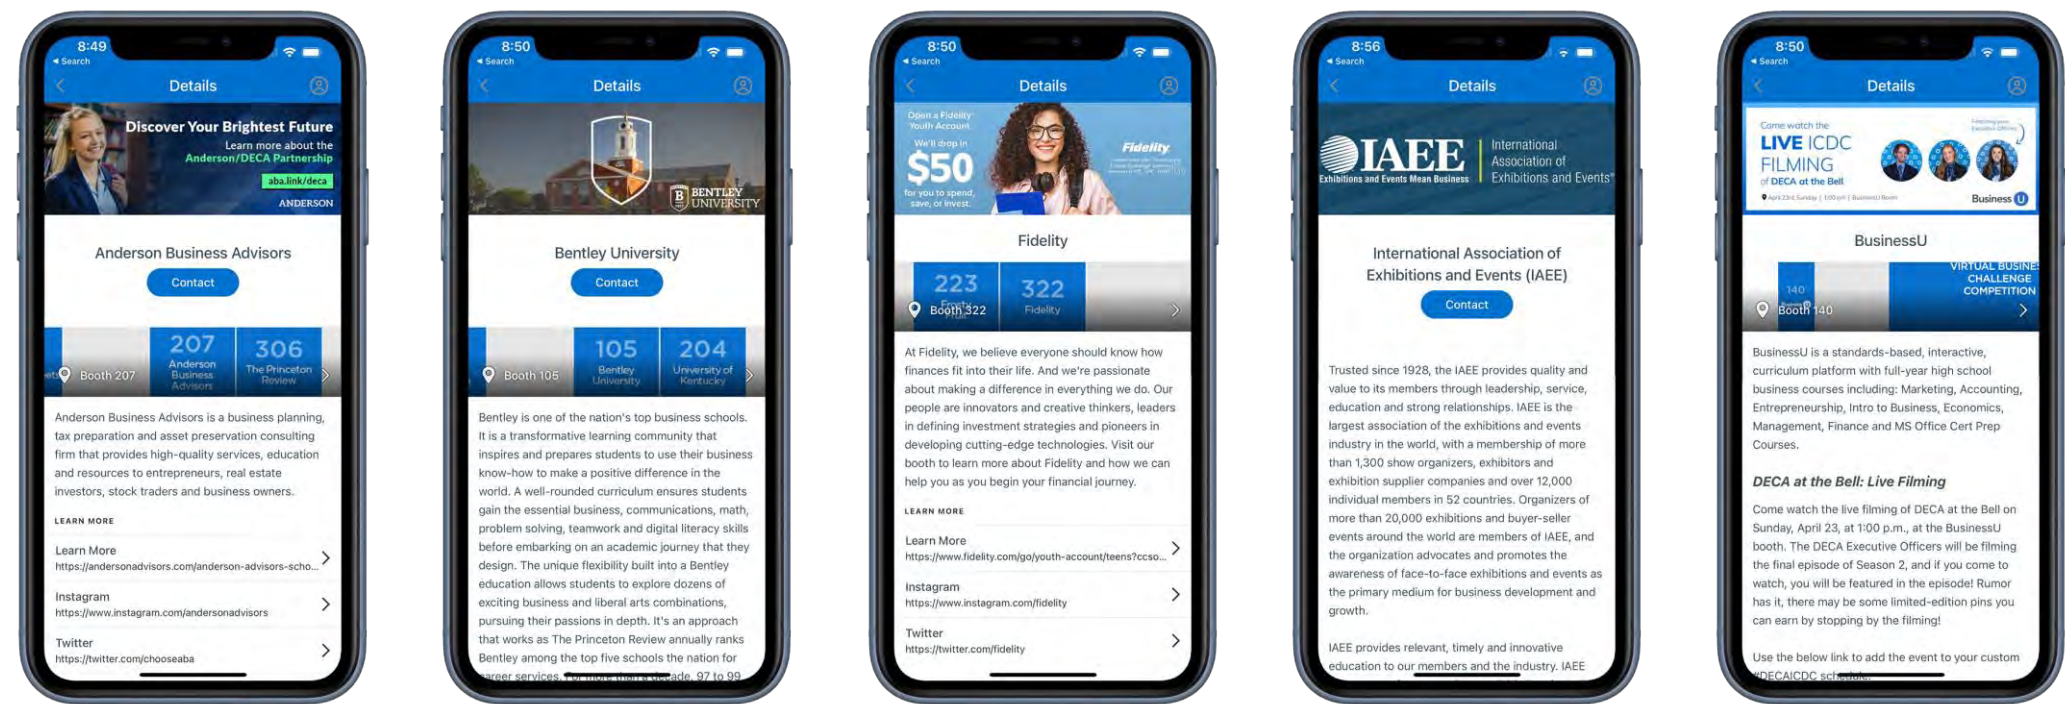 8:49
Search
Details
Discover Your Brightest Future
Learn more about the
Anderson/DECA Partnership
aba.link/deca
ANDERSON
Anderson Business Advisors
Contact
207
Anderson
Business
Advisors
306
The Princeton
Review
Booth 207
Anderson Business Advisors is a business planning,
tax preparation and asset preservation consulting
firm that provides high-quality services, education
and resources to entrepreneurs, real estate
investors, stock traders and business owners.
LEARN MORE
Learn More
https://andersonadvisors.com/anderson-advisors-scho...
Instagram
https://www.instagram.com/andersonadvisors
Twitter
https://twitter.com/chooseaba
8:50
Search
Details
B BENTLEY
UNIVERSITY
Bentley University
Contact
105
Bentley
University
204
University of
Kentucky
Booth 105
Bentley is one of the nation's top business schools.
It is a transformative learning community that
inspires and prepares students to use their business
know-how to make a positive difference in the
world. A well-rounded curriculum ensures students
gain the essential business, communications, math,
problem solving, teamwork and digital literacy skills
before embarking on an academic journey that they
design. The unique flexibility built into a Bentley
education allows students to explore dozens of
exciting business and liberal arts combinations,
pursuing their passions in depth. It's an approach
that works as The Princeton Review annually ranks
Bentley among the top five schools the nation for
career services. For more than a decade, 97 to 99
8:50
Search
Details
Open a Fidelity
Youth Account.
We'll drop in
$50
for you to spend,
save, or invest.
Fidelity
Fidelity
223
Frosty
Fruit
322
Fidelity
Booth 322
At Fidelity, we believe everyone should know how
finances fit into their life. And we're passionate
about making a difference in everything we do. Our
people are innovators and creative thinkers, leaders
in defining investment strategies and pioneers in
developing cutting-edge technologies. Visit our
booth to learn more about Fidelity and how we can
help you as you begin your financial journey.
LEARN MORE
Learn More
https://www.fidelity.com/go/youth-account/teens?ccso...
Instagram
https://www.instagram.com/fidelity
Twitter
https://twitter.com/fidelity
8:56
Search
Details
IAEE
Exhibitions and Events Mean Business
International
Association of
Exhibitions and Events®
International Association of
Exhibitions and Events (IAEE)
Contact
Trusted since 1928, the IAEE provides quality and
value to its members through leadership, service,
education and strong relationships. IAEE is the
largest association of the exhibitions and events
industry in the world, with a membership of more
than 1,300 show organizers, exhibitors and
exhibition supplier companies and over 12,000
individual members in 52 countries. Organizers of
more than 20,000 exhibitions and buyer-seller
events around the world are members of IAEE, and
the organization advocates and promotes the
awareness of face-to-face exhibitions and events as
the primary medium for business development and
growth.
IAEE provides relevant, timely and innovative
education to our members and the industry. IAEE
8:50
Search
Details
Come watch the
LIVE ICDC
FILMING
of DECA at the Bell
April 23rd, Sunday | 1:00 pm | BusinessU Booth
Featuring your
Executive Officers
Business U
BusinessU
140
VIRTUAL BUSINE
CHALLENGE
COMPETITION
Booth 140
BusinessU is a standards-based, interactive,
curriculum platform with full-year high school
business courses including: Marketing, Accounting,
Entrepreneurship, Intro to Business, Economics,
Management, Finance and MS Office Cert Prep
Courses.
DECA at the Bell: Live Filming
Come watch the live filming of DECA at the Bell on
Sunday, April 23, at 1:00 p.m., at the BusinessU
booth. The DECA Executive Officers will be filming
the final episode of Season 2, and if you come to
watch, you will be featured in the episode! Rumor
has it, there may be some limited-edition pins you
can earn by stopping by the filming!
Use the below link to add the event to your custom
#DECAICDC schedule.